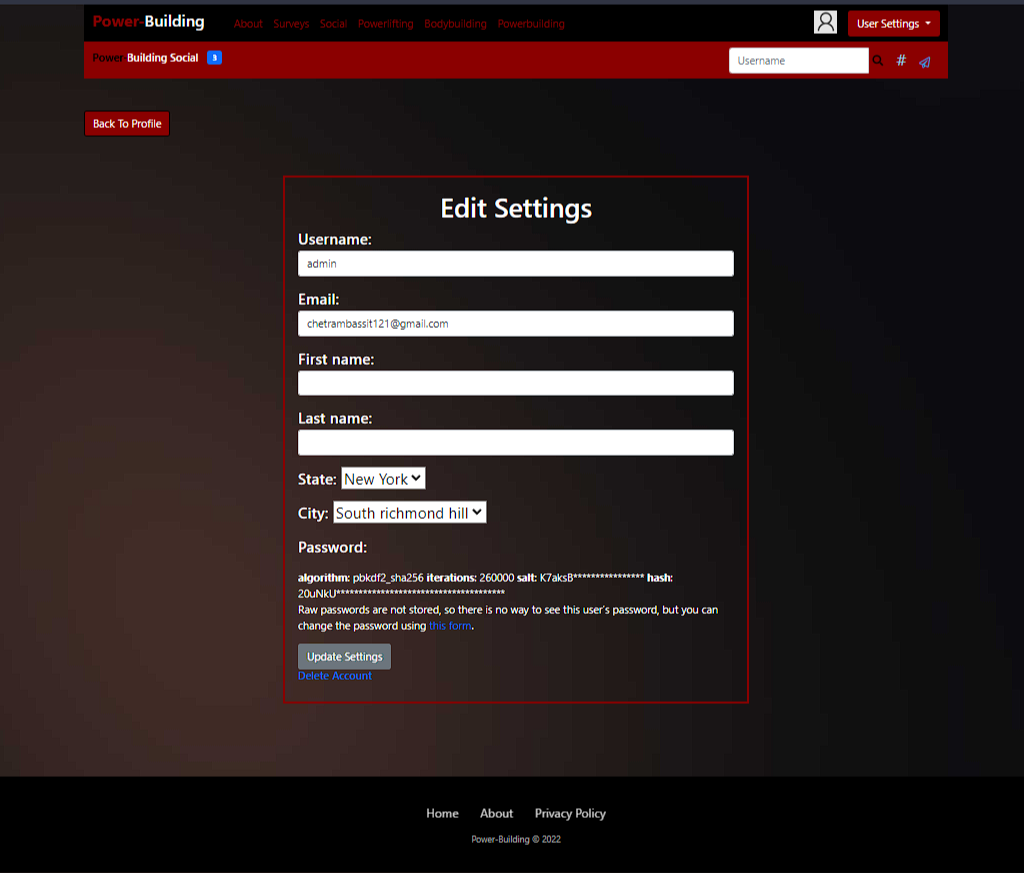 Power-Building About Surveys Social Powerlifting Bodybuilding Powerbuilding User Settings
Power-Building Social 3 Username #
Back To Profile
Edit Settings
Username:
admin
Email:
chetrambassit121@gmail.com
First name:
Last name:
State: New York
City: South richmond hill
Password:
algorithm: pbkdf2_sha256 iterations: 260000 salt: K7aksB**************** hash:
20uNkU**************************************
Raw passwords are not stored, so there is no way to see this user's password, but you can
change the password using this form.
Update Settings
Delete Account
Home About Privacy Policy
Power-Building © 2022